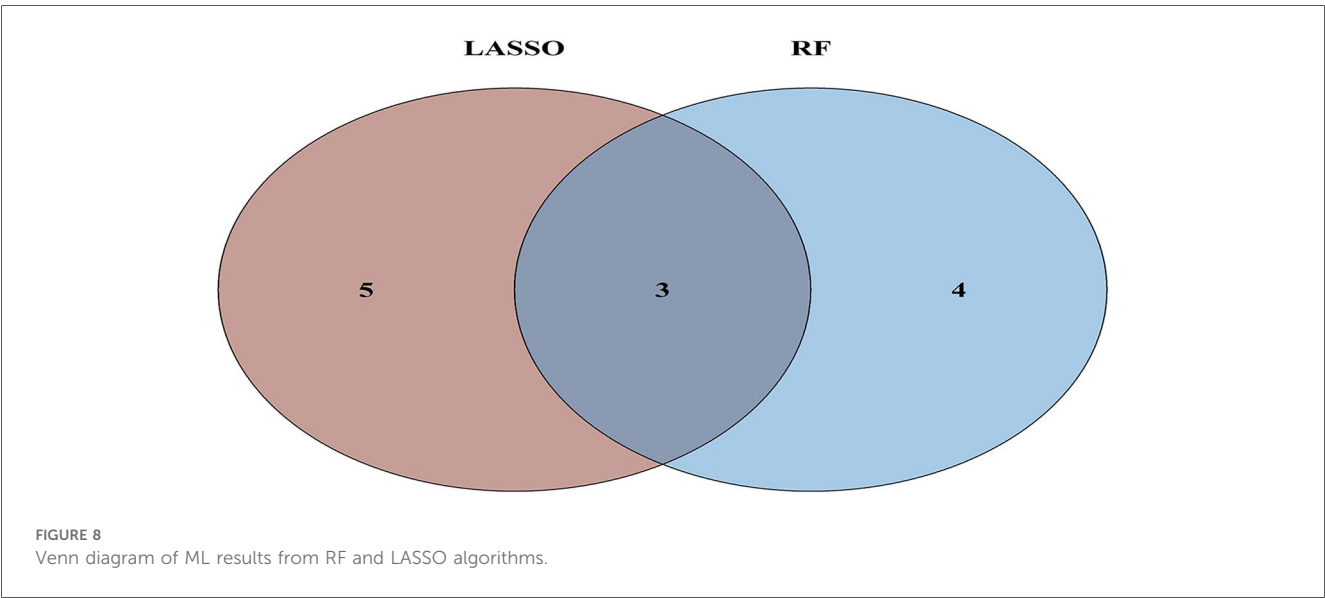 LASSO RF
5 3 4
FIGURE 8
Venn diagram of ML results from RF and LASSO algorithms.